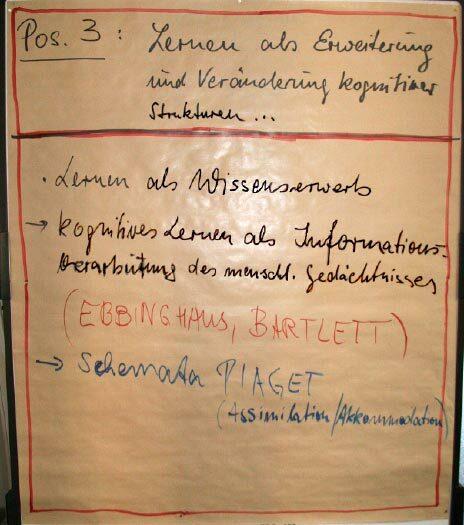 Pos. 3 : Lernen als Erweiterung
und Veränderung kognitiver
Strukturen ...
. Lernen als Wissenserwerb
→ kognitives Lernen als Informations-
verarbeitung des menschl. Gedächtnisses
(EBBINGHAUS, BARTLETT)
→ Schemata PIAGET
(Assimilation/Akkommodation)